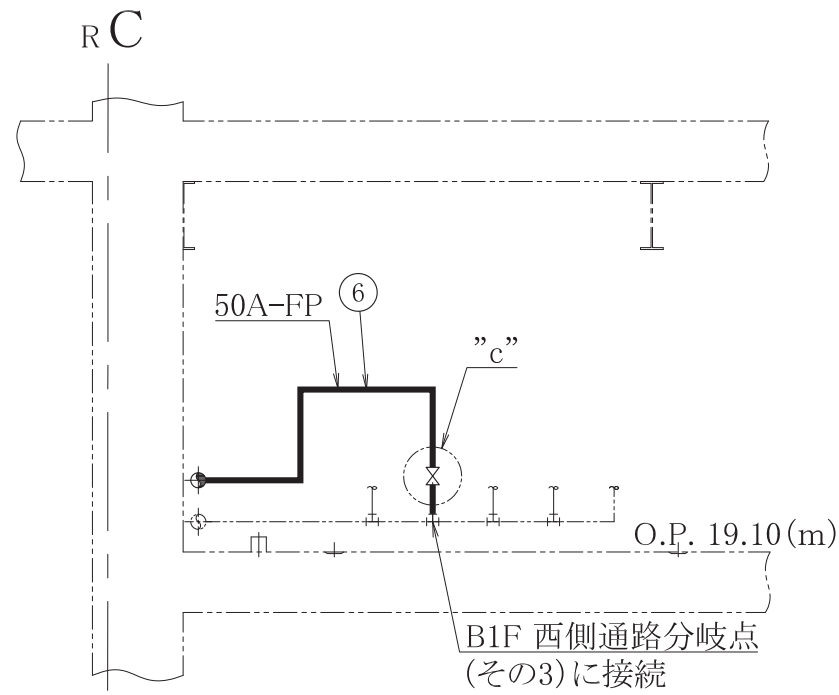 R C
50A-FP
6
"c"
O.P. 19.10(m)
B1F 西側通路分岐点
(その3)に接続